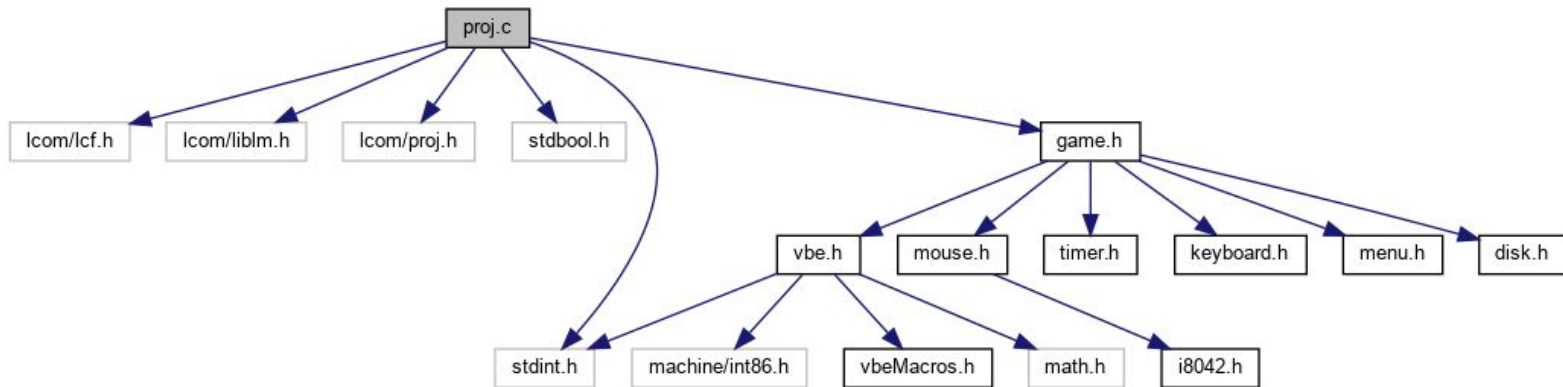 proj.c
lcom/lcf.h
lcom/liblm.h
lcom/proj.h
stdbool.h
game.h
vbe.h
mouse.h
timer.h
keyboard.h
menu.h
disk.h
stdint.h
machine/int86.h
vbeMacros.h
math.h
i8042.h